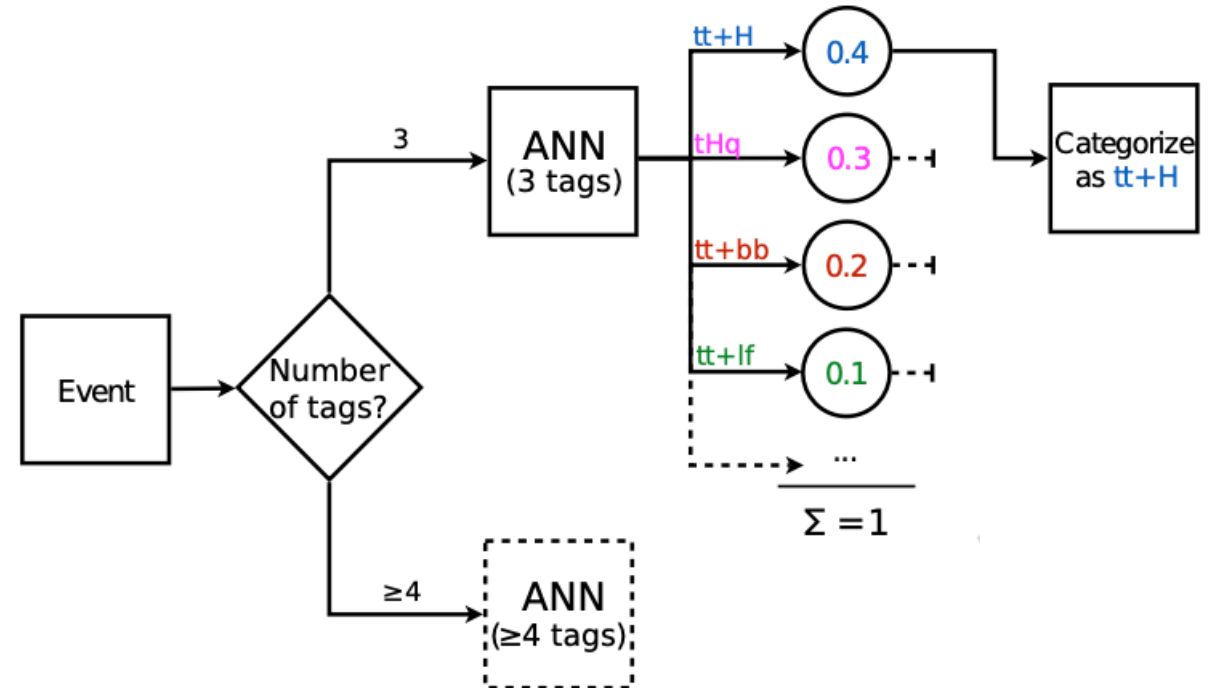 Event
Number
of tags?
3
ANN
(3 tags)
tt+H
0.4
tHq
0.3
tt+bb
0.2
tt+lf
0.1
...
Σ =1
Categorize
as tt+H
≥4
ANN
(≥4 tags)